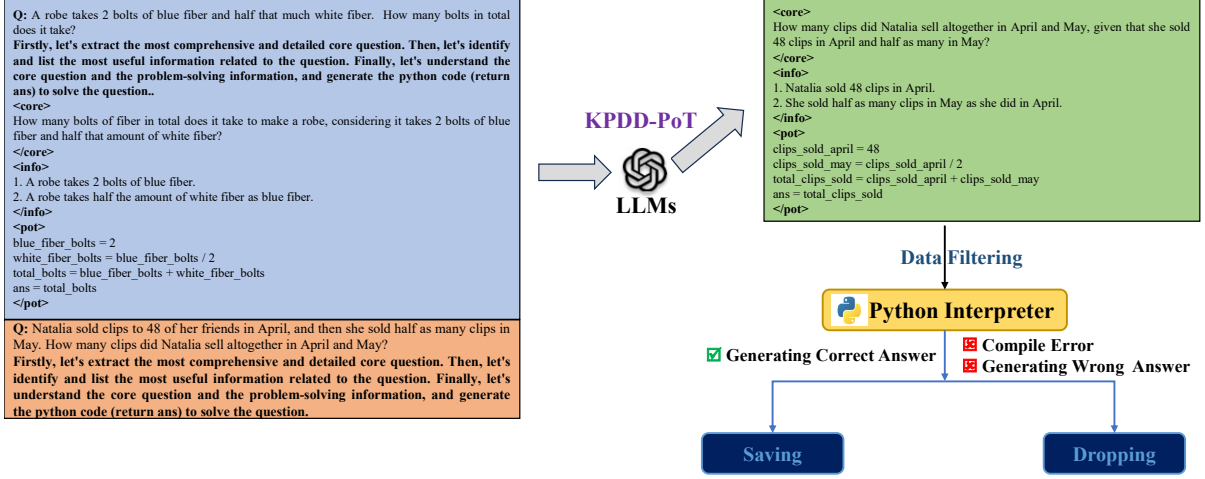 Q: A robe takes 2 bolts of blue fiber and half that much white fiber. How many bolts in total
does it take?
Firstly, let's extract the most comprehensive and detailed core question. Then, let's identify
and list the most useful information related to the question. Finally, let's understand the
core question and the problem-solving information, and generate the python code (return
ans) to solve the question..
<core>
How many bolts of fiber in total does it take to make a robe, considering it takes 2 bolts of blue
fiber and half that amount of white fiber?
</core>
<info>
1. A robe takes 2 bolts of blue fiber.
2. A robe takes half the amount of white fiber as blue fiber.
</info>
<pot>
blue_fiber_bolts = 2
white_fiber_bolts = blue_fiber_bolts / 2
total_bolts = blue_fiber_bolts + white_fiber_bolts
ans = total_bolts
</pot>
Q: Natalia sold clips to 48 of her friends in April, and then she sold half as many clips in
May. How many clips did Natalia sell altogether in April and May?
Firstly, let's extract the most comprehensive and detailed core question. Then, let's
identify and list the most useful information related to the question. Finally, let's
understand the core question and the problem-solving information, and generate
the python code (return ans) to solve the question.
KPDD-PoT
LLMs
<core>
How many clips did Natalia sell altogether in April and May, given that she sold
48 clips in April and half as many in May?
</core>
<info>
1. Natalia sold 48 clips in April.
2. She sold half as many clips in May as she did in April.
</info>
<pot>
clips_sold_april = 48
clips_sold_may = clips_sold_april / 2
total_clips_sold = clips_sold_april + clips_sold_may
ans = total_clips_sold
</pot>
Data Filtering
Python Interpreter
Generating Correct Answer
Compile Error
Generating Wrong Answer
Saving
Dropping